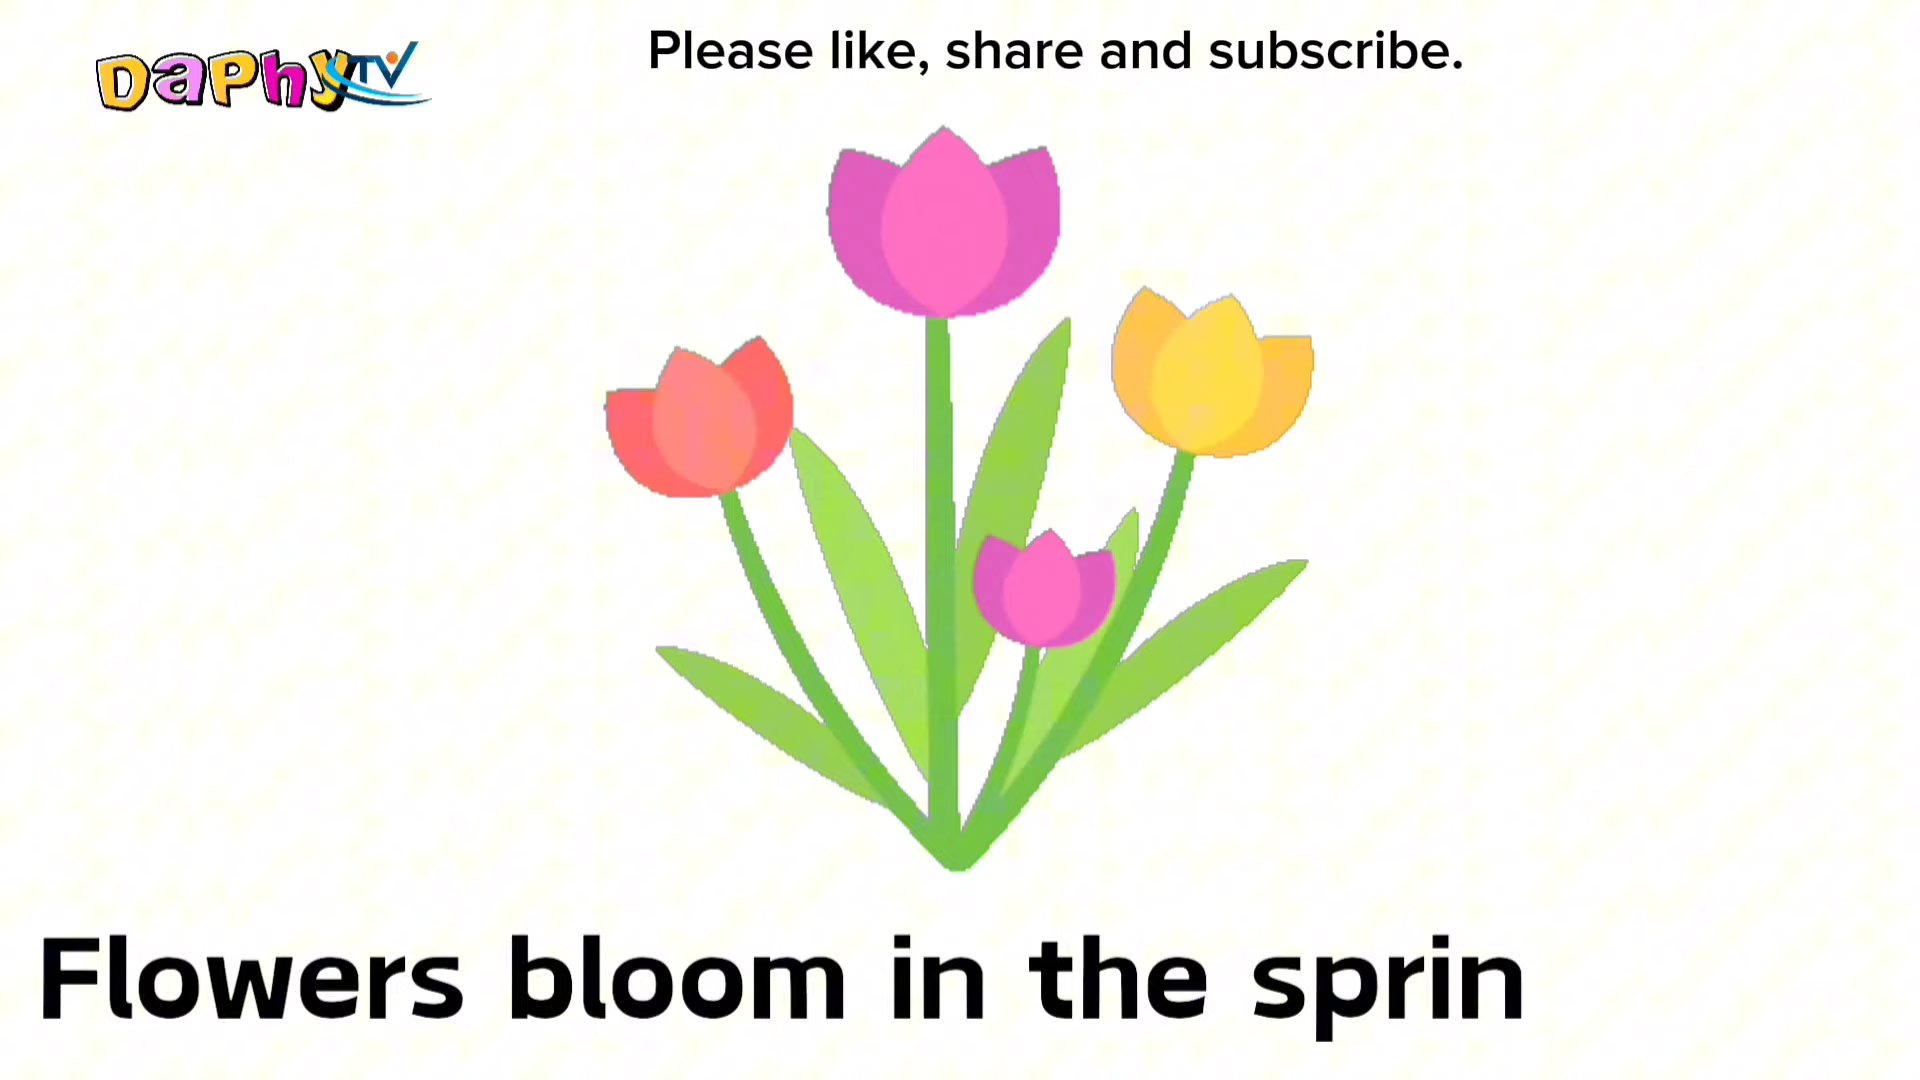 Daphy TV
Please like, share and subscribe.
Flowers bloom in the sprin